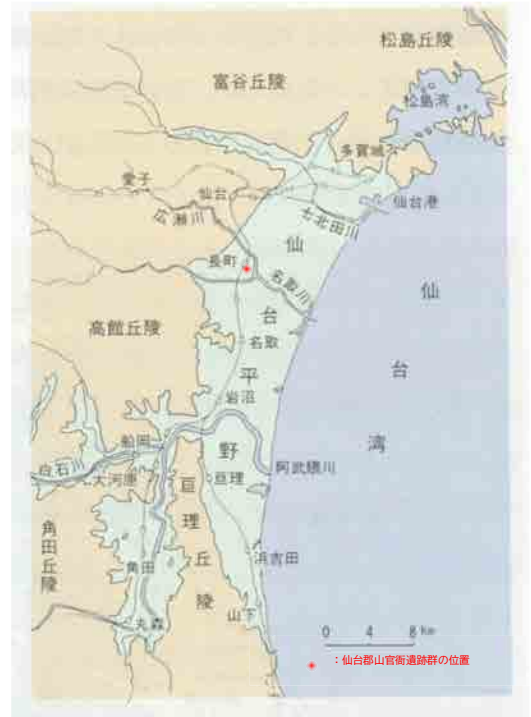 松島丘陵
富谷丘陵
松島湾
多賀城
愛子
仙台
仙台港
広瀬川
七北田川
仙台平野
長町
名取川
仙台湾
高館丘陵
名取
岩沼
船岡
白石川
大河原
阿武隈川
亘理
亘理丘陵
角田丘陵
浜吉田
角田
山下
丸森
0 4 8 km
：仙台郡山官衙遺跡群の位置